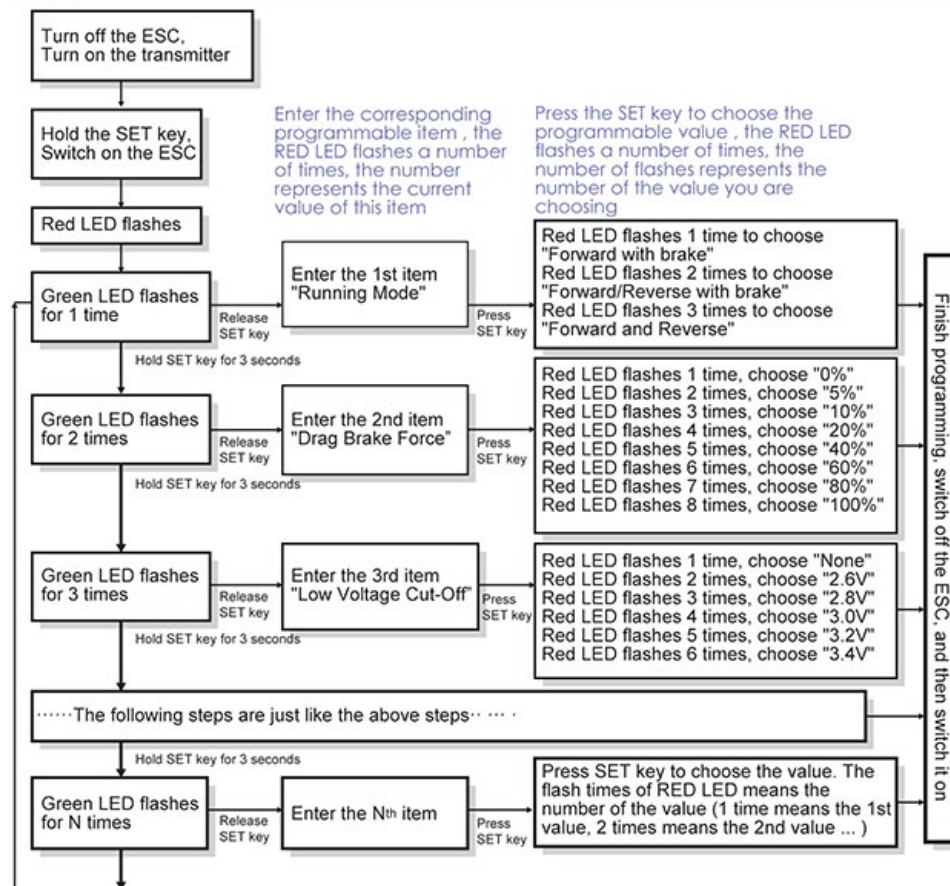 Turn off the ESC,
Turn on the transmitter
Hold the SET key,
Switch on the ESC
Red LED flashes
Enter the corresponding
programmable item , the
RED LED flashes a number
of times, the number
represents the current
value of this item
Press the SET key to choose the
programmable value , the RED LED
flashes a number of times, the
number of flashes represents the
number of the value you are
choosing
Green LED flashes
for 1 time
Release
SET key
Enter the 1st item
"Running Mode"
Press
SET key
Red LED flashes 1 time to choose
"Forward with brake"
Red LED flashes 2 times to choose
"Forward/Reverse with brake"
Red LED flashes 3 times to choose
"Forward and Reverse"
Hold SET key for 3 seconds
Green LED flashes
for 2 times
Release
SET key
Enter the 2nd item
"Drag Brake Force"
Press
SET key
Red LED flashes 1 time, choose "0%"
Red LED flashes 2 times, choose "5%"
Red LED flashes 3 times, choose "10%"
Red LED flashes 4 times, choose "20%"
Red LED flashes 5 times, choose "40%"
Red LED flashes 6 times, choose "60%"
Red LED flashes 7 times, choose "80%"
Red LED flashes 8 times, choose "100%"
Hold SET key for 3 seconds
Green LED flashes
for 3 times
Release
SET key
Enter the 3rd item
"Low Voltage Cut-Off"
Press
SET key
Red LED flashes 1 time, choose "None"
Red LED flashes 2 times, choose "2.6V"
Red LED flashes 3 times, choose "2.8V"
Red LED flashes 4 times, choose "3.0V"
Red LED flashes 5 times, choose "3.2V"
Red LED flashes 6 times, choose "3.4V"
Hold SET key for 3 seconds
······The following steps are just like the above steps·· ··· ·
Hold SET key for 3 seconds
Green LED flashes
for N times
Release
SET key
Enter the Nth item
Press
SET key
Press SET key to choose the value. The
flash times of RED LED means the
number of the value (1 time means the 1st
value, 2 times means the 2nd value ... )
Finish programming, switch off the ESC, and then switch it on